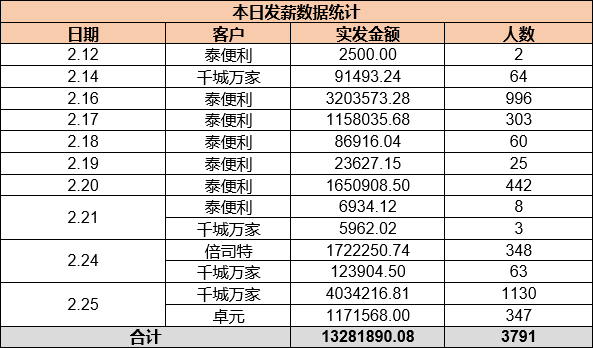 本日发薪数据统计
日期 客户 实发金额 人数
2.12 泰便利 2500.00 2
2.14 千城万家 91493.24 64
2.16 泰便利 3203573.28 996
2.17 泰便利 1158035.68 303
2.18 泰便利 86916.04 60
2.19 泰便利 23627.15 25
2.20 泰便利 1650908.50 442
2.21 泰便利 6934.12 8
千城万家 5962.02 3
2.24 倍司特 1722250.74 348
千城万家 123904.50 63
2.25 千城万家 4034216.81 1130
卓元 1171568.00 347
合计 13281890.08 3791